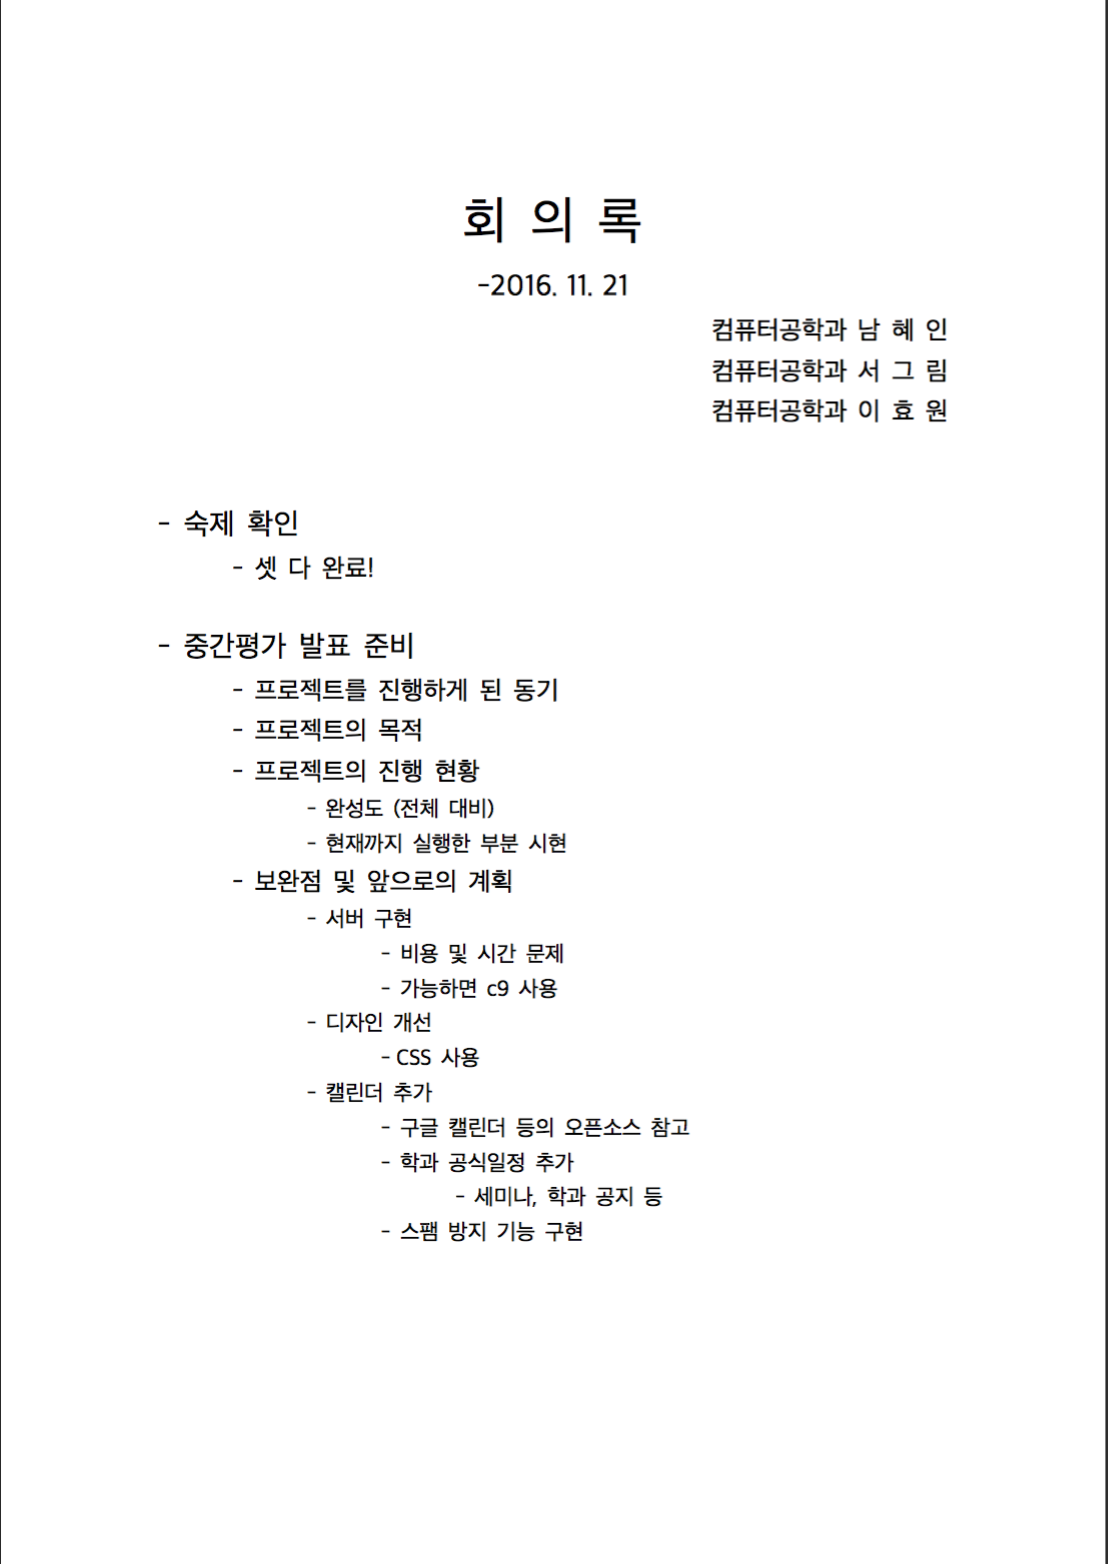 회 의 록
-2016. 11. 21
컴퓨터공학과 남 혜 인
컴퓨터공학과 서 그 림
컴퓨터공학과 이 효 원
- 숙제 확인
- 셋 다 완료!
- 중간평가 발표 준비
- 프로젝트를 진행하게 된 동기
- 프로젝트의 목적
- 프로젝트의 진행 현황
- 완성도 (전체 대비)
- 현재까지 실행한 부분 시현
- 보완점 및 앞으로의 계획
- 서버 구현
- 비용 및 시간 문제
- 가능하면 c9 사용
- 디자인 개선
- CSS 사용
- 캘린더 추가
- 구글 캘린더 등의 오픈소스 참고
- 학과 공식일정 추가
- 세미나, 학과 공지 등
- 스팸 방지 기능 구현